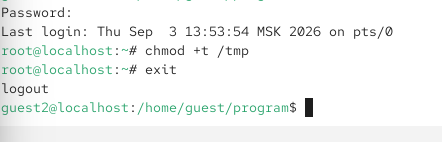 Password:
Last login: Thu Sep  3 13:53:54 MSK 2026 on pts/0
root@localhost:~# chmod +t /tmp
root@localhost:~# exit
logout
guest2@localhost:/home/guest/program$